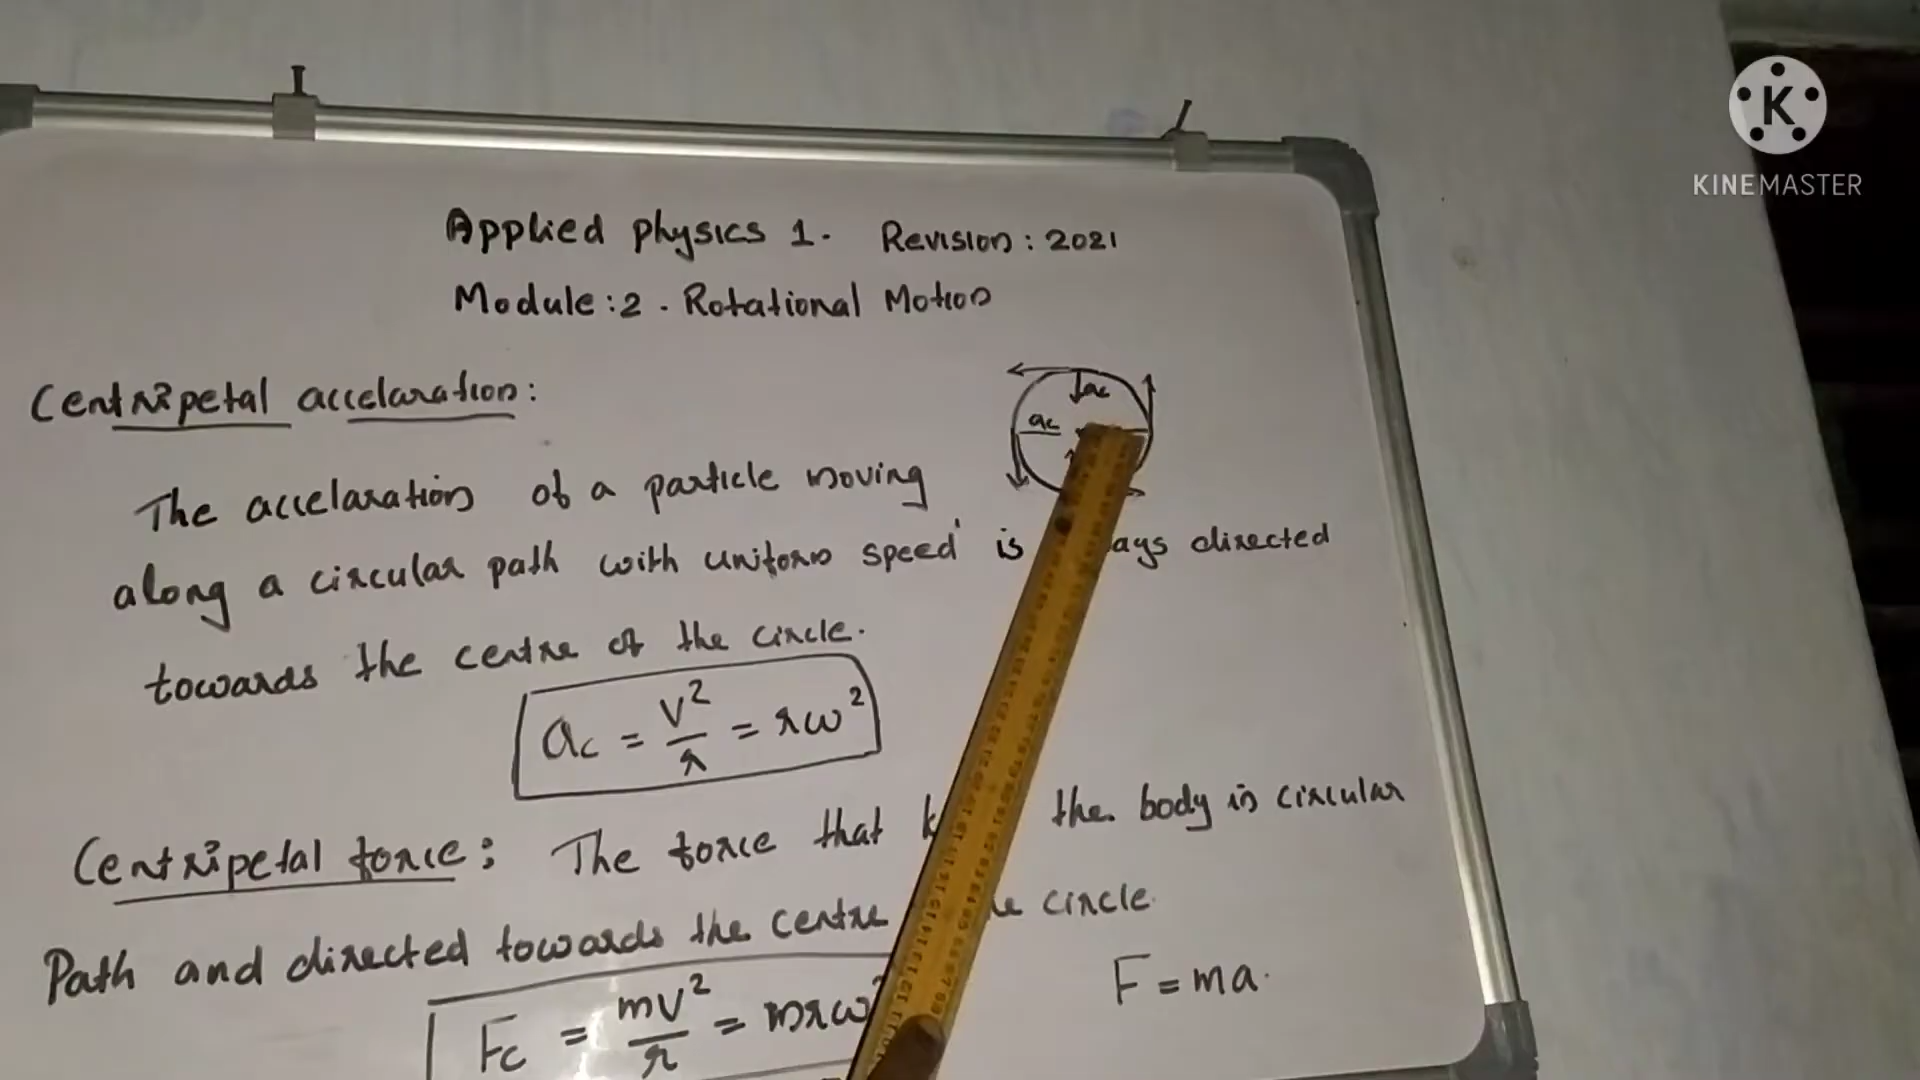 KINEMASTER
Applied physics 1. Revision: 2021
Module:2. Rotational Motion
Centripetal accelaration:
ac
ac
The accelaration of a particle moving
along a circular path with uniform speed is directed
towards the centre of the circle.
ac = v²/r = rω²
Centripetal force: The force that the body in circular
Path and directed towards the centre circle.
Fc = mv²/r = mrω²
F = ma.